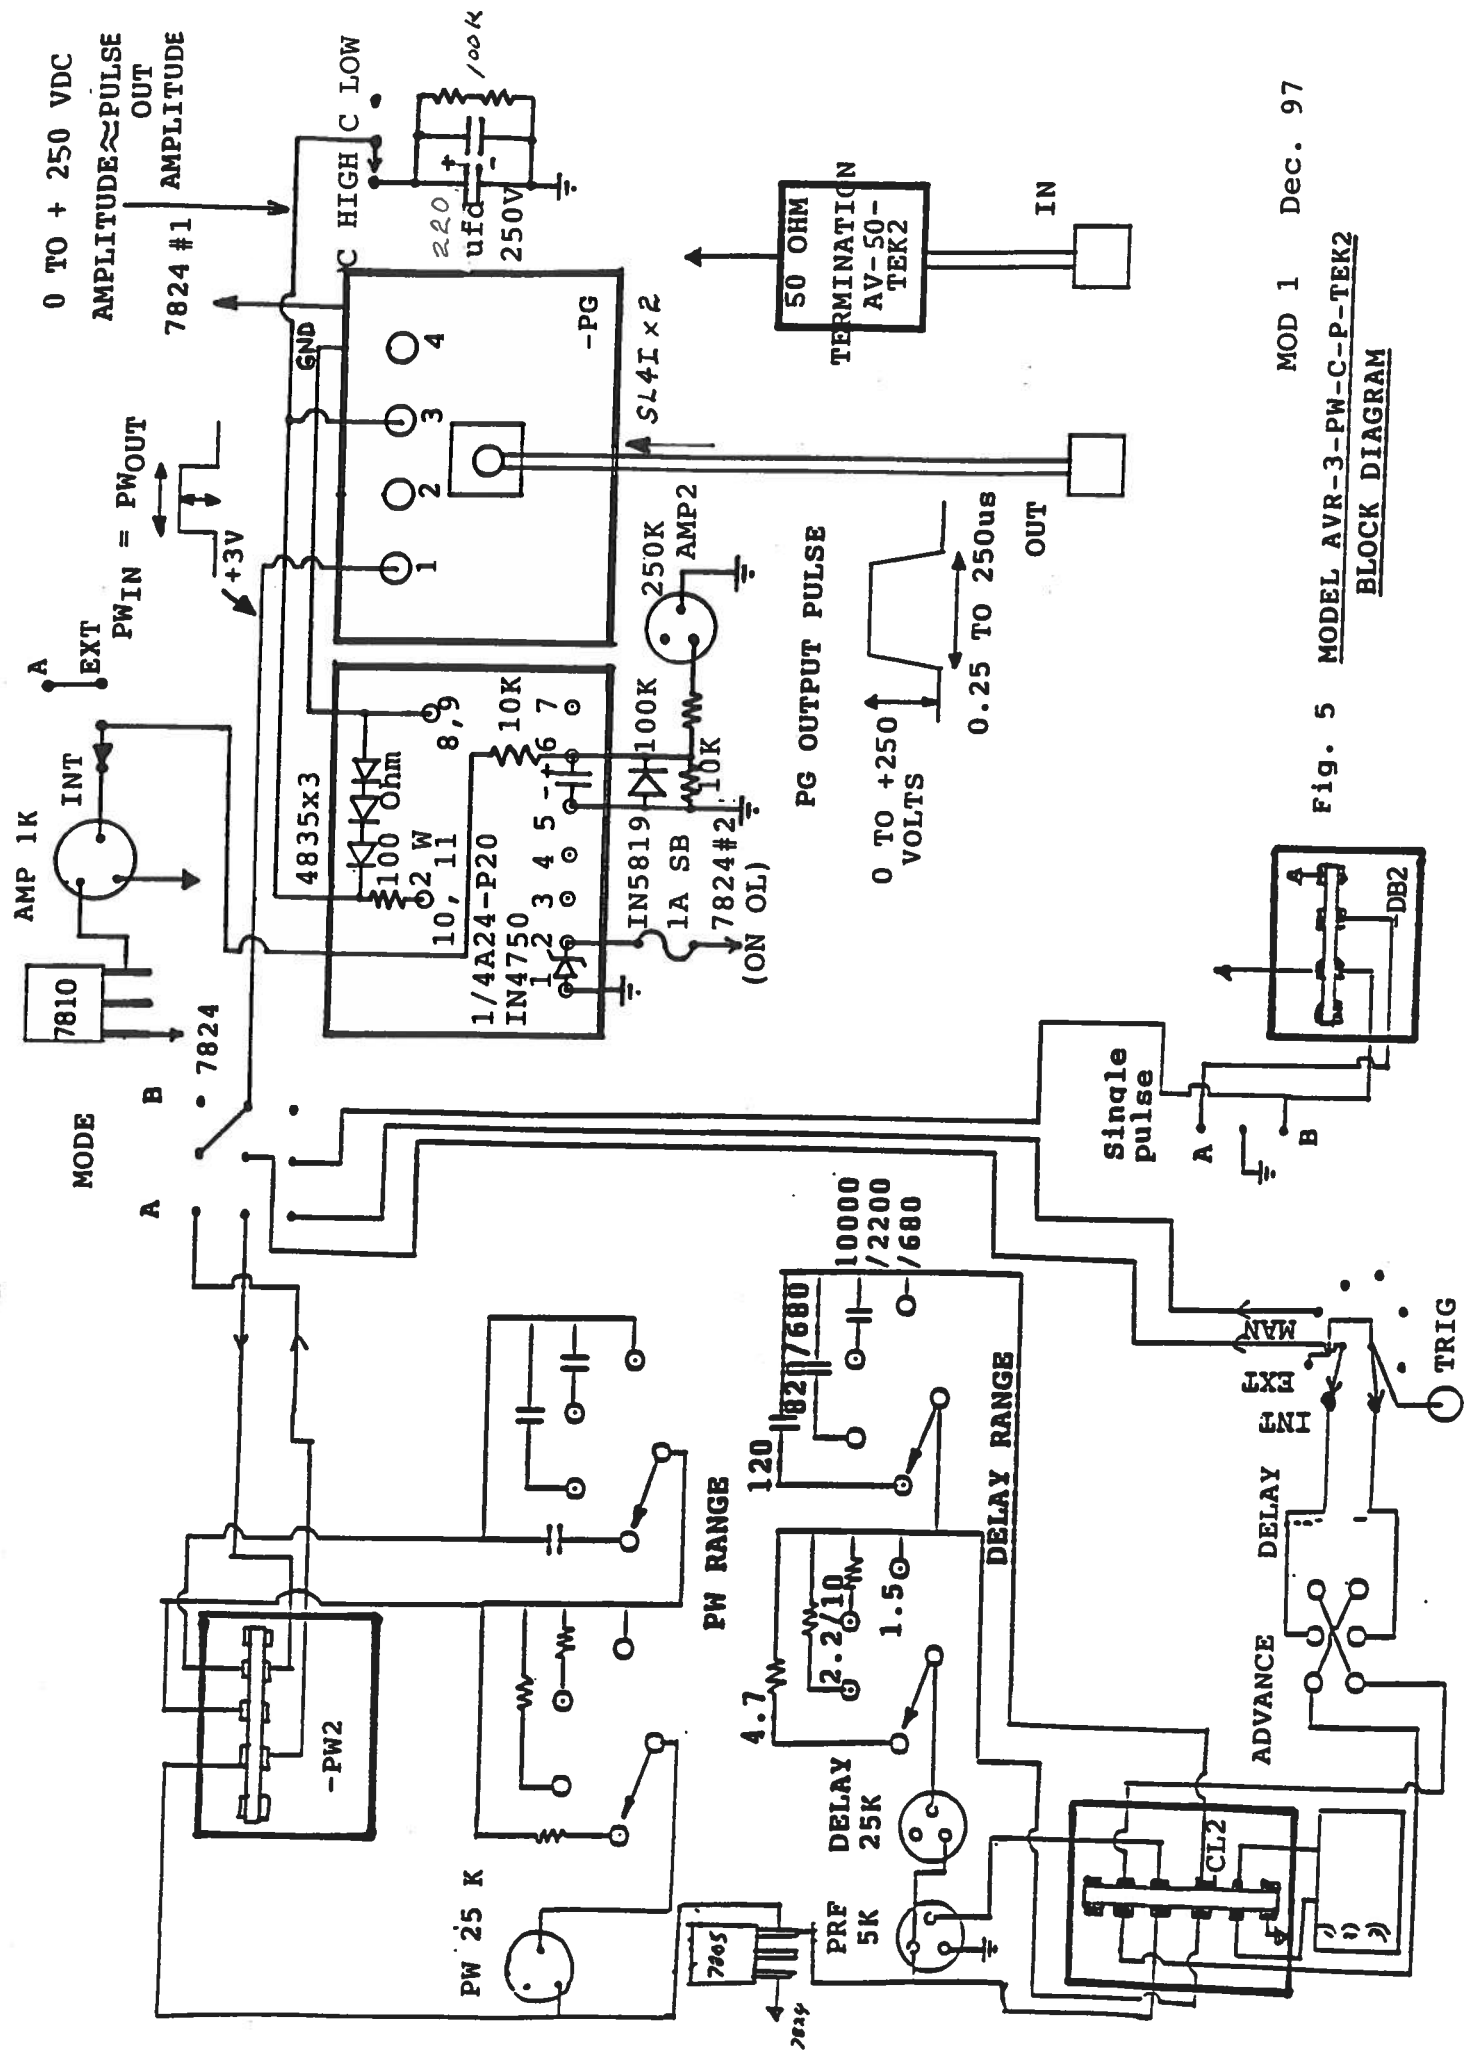 0 TO + 250 VDC
AMPLITUDE≈PULSE
OUT
7824 #1 AMPLITUDE
C HIGH C LOW
100K
220
ufd
250V
+
-
GND
1
2
3
4
-PG
SL4I x 2
50 OHM
TERMINATION
AV-50-
TEK2
IN
PWIN = PWOUT
+3V
A
EXT
INT
AMP 1K
7810
7824
4835x3
100 Ohm
2 W
10, 11
8,9
10K
1/4A24-P20
IN4750
1 2 3 4 5 6 7
- +
IN5819
1A SB
7824#2
(ON OL)
100K
10K
250K
AMP2
PG OUTPUT PULSE
0 TO +250
VOLTS
0.25 TO 250us
OUT
MODE
A
B
Single
pulse
A
B
A
-DB2
-PW2
PW RANGE
PW 25 K
7805
7824
120
820/680
10000
/2200
/680
DELAY RANGE
4.7
2.2/10
1.5
DELAY
25K
PRF
5K
-CL2
ADVANCE
DELAY
INT
EXT
MAN
TRIG
MOD 1 Dec. 97
Fig. 5 MODEL AVR-3-PW-C-P-TEK2
BLOCK DIAGRAM